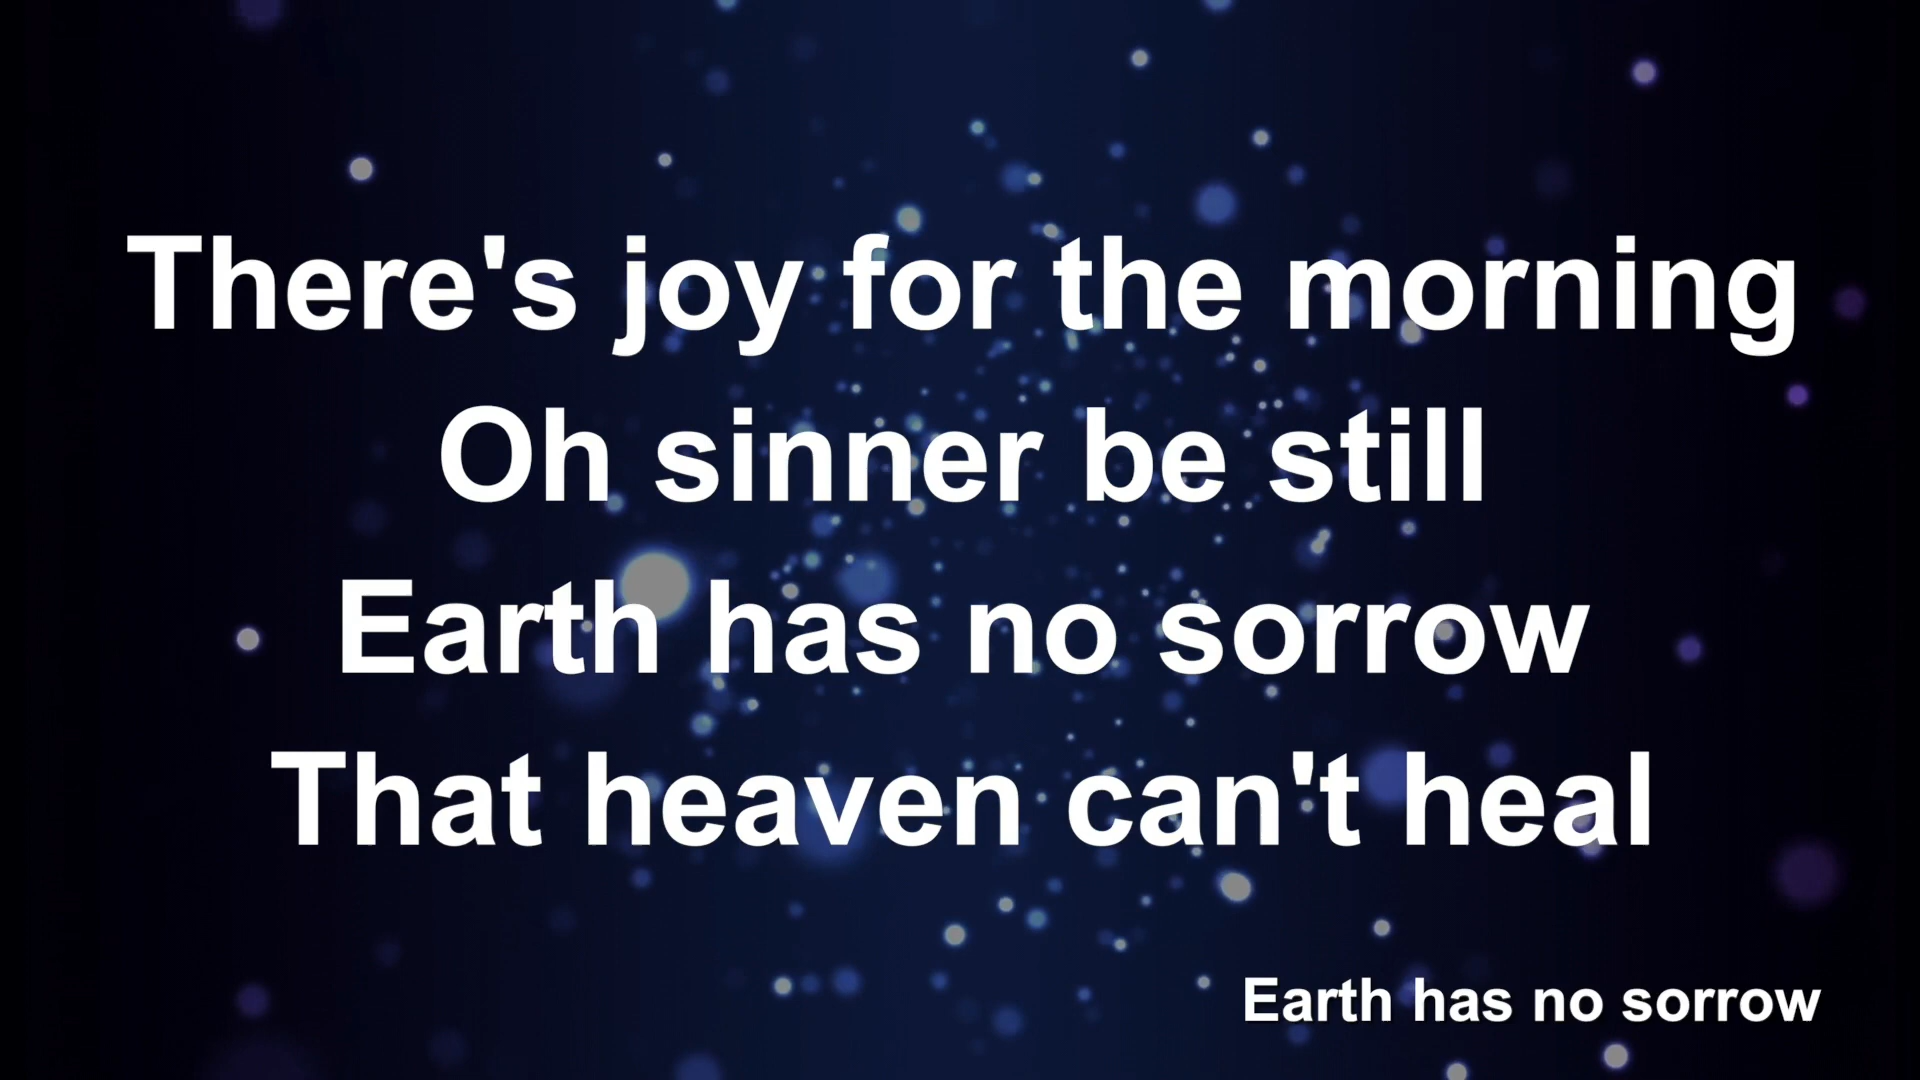 There's joy for the morning
Oh sinner be still
Earth has no sorrow
That heaven can't heal
Earth has no sorrow